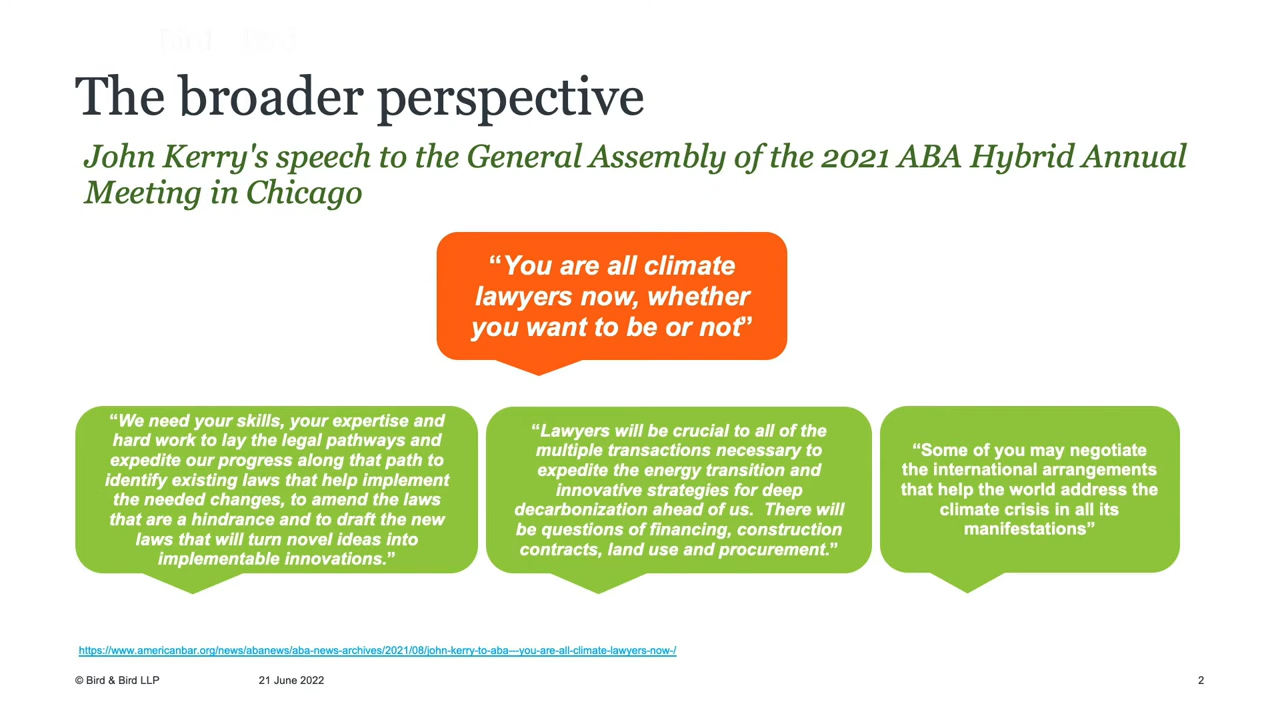 The broader perspective
John Kerry's speech to the General Assembly of the 2021 ABA Hybrid Annual
Meeting in Chicago
“You are all climate
lawyers now, whether
you want to be or not”
“We need your skills, your expertise and
hard work to lay the legal pathways and
expedite our progress along that path to
identify existing laws that help implement
the needed changes, to amend the laws
that are a hindrance and to draft the new
laws that will turn novel ideas into
implementable innovations.”
“Lawyers will be crucial to all of the
multiple transactions necessary to
expedite the energy transition and
innovative strategies for deep
decarbonization ahead of us.  There will
be questions of financing, construction
contracts, land use and procurement.”
“Some of you may negotiate
the international arrangements
that help the world address the
climate crisis in all its
manifestations”
https://www.americanbar.org/news/abanews/aba-news-archives/2021/08/john-kerry-to-aba---you-are-all-climate-lawyers-now-/
© Bird & Bird LLP
21 June 2022
2